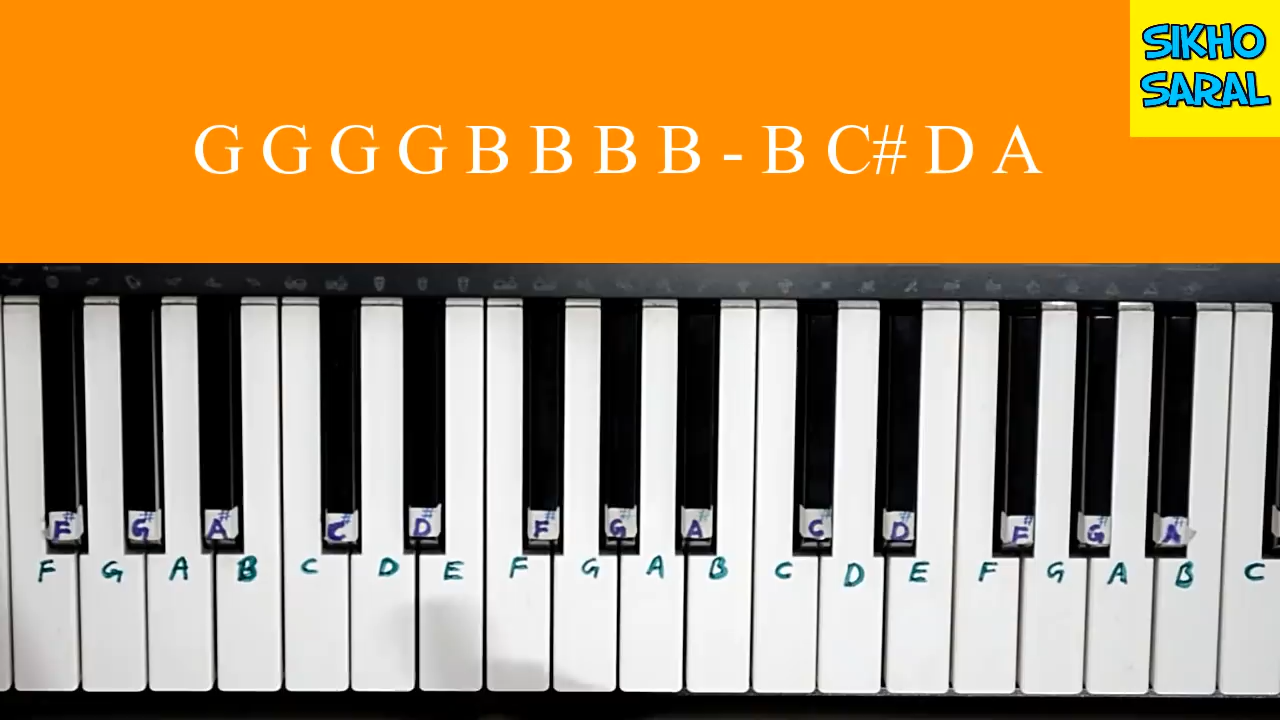 SIKHO
SARAL
G G G G B B B B - B C# D A
F# G# A# C# D# F# G# A# C# D# F# G# A#
F G A B C D E F G A B C D E F G A B C